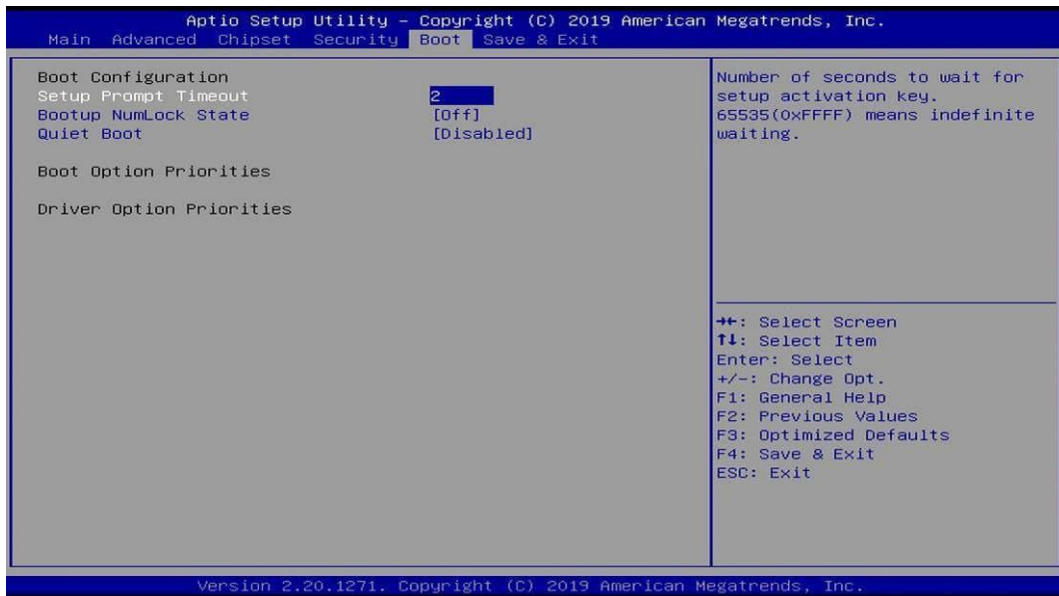 Aptio Setup Utility – Copyright (C) 2019 American Megatrends, Inc.
Main Advanced Chipset Security Boot Save & Exit
Boot Configuration
Setup Prompt Timeout 2
Bootup NumLock State [Off]
Quiet Boot [Disabled]
Boot Option Priorities
Driver Option Priorities
Number of seconds to wait for
setup activation key.
65535(0xFFFF) means indefinite
waiting.
→←: Select Screen
↑↓: Select Item
Enter: Select
+/-: Change Opt.
F1: General Help
F2: Previous Values
F3: Optimized Defaults
F4: Save & Exit
ESC: Exit
Version 2.20.1271. Copyright (C) 2019 American Megatrends, Inc.